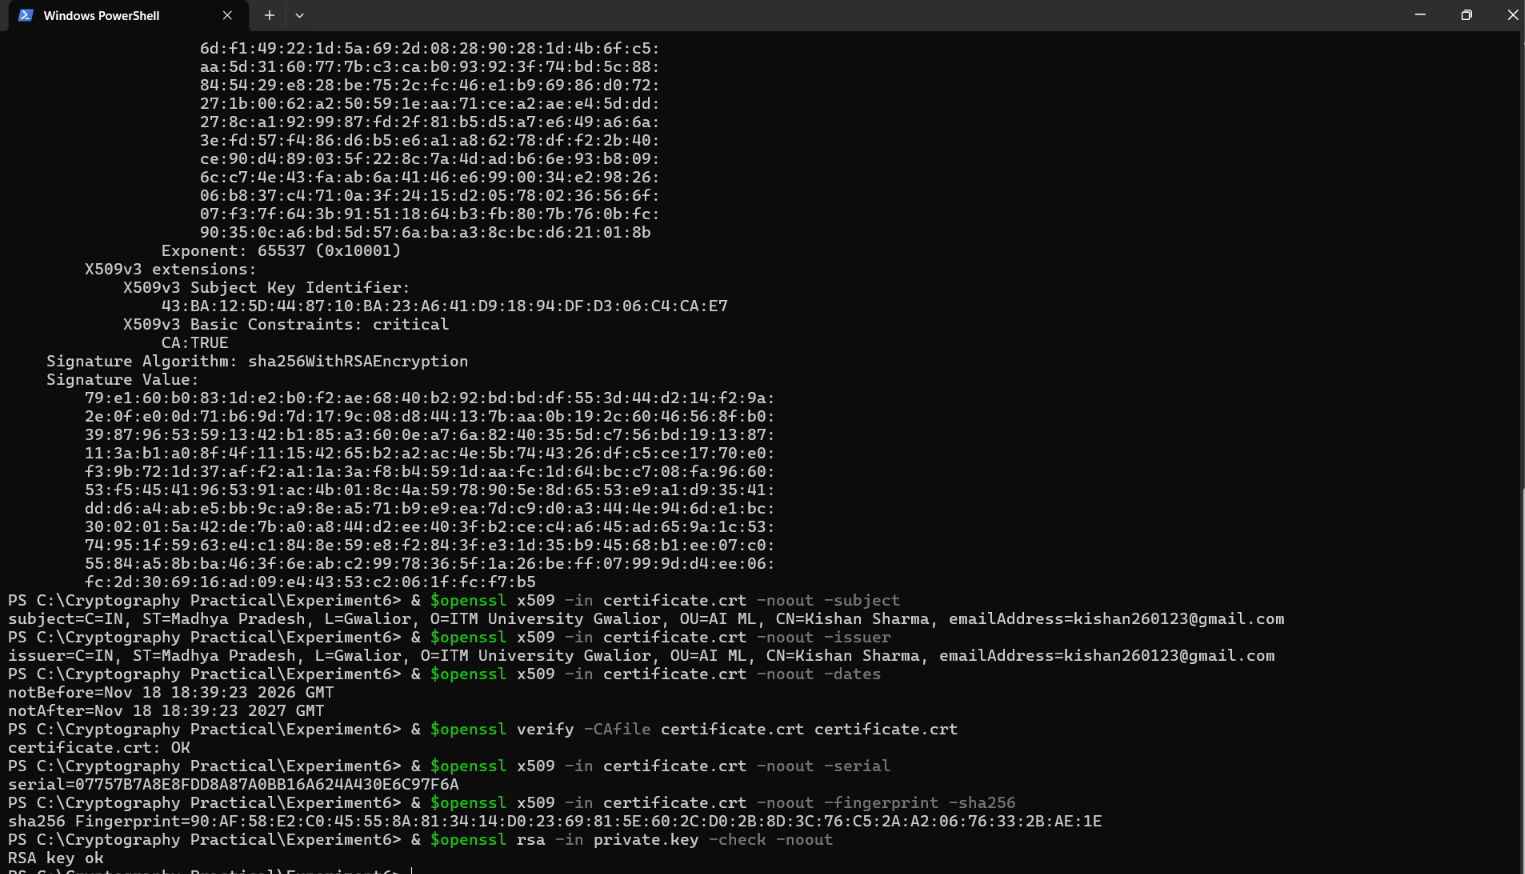 Windows PowerShell
6d:f1:49:22:1d:5a:69:2d:08:28:90:28:1d:4b:6f:c5:
aa:5d:31:60:77:7b:c3:ca:b0:93:92:3f:74:bd:5c:88:
84:54:29:e8:28:be:75:2c:fc:46:e1:b9:69:86:d0:72:
27:1b:00:62:a2:50:59:1e:aa:71:ce:a2:ae:e4:5d:dd:
27:8c:a1:92:99:87:fd:2f:81:b5:d5:a7:e6:49:a6:6a:
3e:fd:57:f4:86:d6:b5:e6:a1:a8:62:78:df:f2:2b:40:
ce:90:d4:89:03:5f:22:8c:7a:4d:ad:b6:6e:93:b8:09:
6c:c7:4e:43:fa:ab:6a:41:46:e6:99:00:34:e2:98:26:
06:b8:37:c4:71:0a:3f:24:15:d2:05:78:02:36:56:6f:
07:f3:7f:64:3b:91:51:18:64:b3:fb:80:7b:76:0b:fc:
90:35:0c:a6:bd:5d:57:6a:ba:a3:8c:bc:d6:21:01:8b
Exponent: 65537 (0x10001)
X509v3 extensions:
X509v3 Subject Key Identifier:
43:BA:12:5D:44:87:10:BA:23:A6:41:D9:18:94:DF:D3:06:C4:CA:E7
X509v3 Basic Constraints: critical
CA:TRUE
Signature Algorithm: sha256WithRSAEncryption
Signature Value:
79:e1:60:b0:83:1d:e2:b0:f2:ae:68:40:b2:92:bd:bd:df:55:3d:44:d2:14:f2:9a:
2e:0f:e0:0d:71:b6:9d:7d:17:9c:08:d8:44:13:7b:aa:0b:19:2c:60:46:56:8f:b0:
39:87:96:53:59:13:42:b1:85:a3:60:0e:a7:6a:82:40:35:5d:c7:56:bd:19:13:87:
11:3a:b1:a0:8f:4f:11:15:42:65:b2:a2:ac:4e:5b:74:43:26:df:c5:ce:17:70:e0:
f3:9b:72:1d:37:af:f2:a1:1a:3a:f8:b4:59:1d:aa:fc:1d:64:bc:c7:08:fa:96:60:
53:f5:45:41:96:53:91:ac:4b:01:8c:4a:59:78:90:5e:8d:65:53:e9:a1:d9:35:41:
dd:d6:a4:ab:e5:bb:9c:a9:8e:a5:71:b9:e9:ea:7d:c9:d0:a3:44:4e:94:6d:e1:bc:
30:02:01:5a:42:de:7b:a0:a8:44:d2:ee:40:3f:b2:ce:c4:a6:45:ad:65:9a:1c:53:
74:95:1f:59:63:e4:c1:84:8e:59:e8:f2:84:3f:e3:1d:35:b9:45:68:b1:ee:07:c0:
55:84:a5:8b:ba:46:3f:6e:ab:c2:99:78:36:5f:1a:26:be:ff:07:99:9d:d4:ee:06:
fc:2d:30:69:16:ad:09:e4:43:53:c2:06:1f:fc:f7:b5
PS C:\Cryptography Practical\Experiment6> & $openssl x509 -in certificate.crt -noout -subject
subject=C=IN, ST=Madhya Pradesh, L=Gwalior, O=ITM University Gwalior, OU=AI ML, CN=Kishan Sharma, emailAddress=kishan260123@gmail.com
PS C:\Cryptography Practical\Experiment6> & $openssl x509 -in certificate.crt -noout -issuer
issuer=C=IN, ST=Madhya Pradesh, L=Gwalior, O=ITM University Gwalior, OU=AI ML, CN=Kishan Sharma, emailAddress=kishan260123@gmail.com
PS C:\Cryptography Practical\Experiment6> & $openssl x509 -in certificate.crt -noout -dates
notBefore=Nov 18 18:39:23 2026 GMT
notAfter=Nov 18 18:39:23 2027 GMT
PS C:\Cryptography Practical\Experiment6> & $openssl verify -CAfile certificate.crt certificate.crt
certificate.crt: OK
PS C:\Cryptography Practical\Experiment6> & $openssl x509 -in certificate.crt -noout -serial
serial=07757B7A8E8FDD8A87A0BB16A624A430E6C97F6A
PS C:\Cryptography Practical\Experiment6> & $openssl x509 -in certificate.crt -noout -fingerprint -sha256
sha256 Fingerprint=90:AF:58:E2:C0:45:55:8A:81:34:14:D0:23:69:81:5E:60:2C:D0:2B:8D:3C:76:C5:2A:A2:06:76:33:2B:AE:1E
PS C:\Cryptography Practical\Experiment6> & $openssl rsa -in private.key -check -noout
RSA key ok
PS C:\Cryptography Practical\Experiment6>